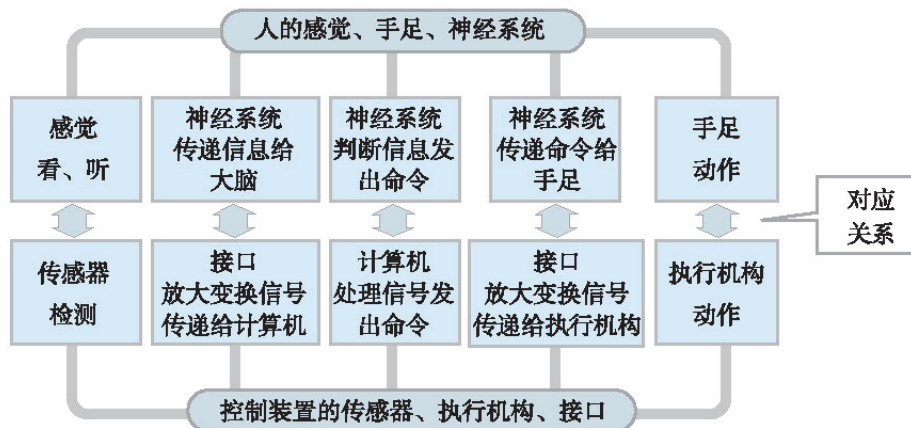 人的感觉、手足、神经系统
感觉
看、听
神经系统
传递信息给
大脑
神经系统
判断信息发
出命令
神经系统
传递命令给
手足
手足
动作
对应
关系
传感器
检测
接口
放大变换信号
传递给计算机
计算机
处理信号发
出命令
接口
放大变换信号
传递给执行机构
执行机构
动作
控制装置的传感器、执行机构、接口